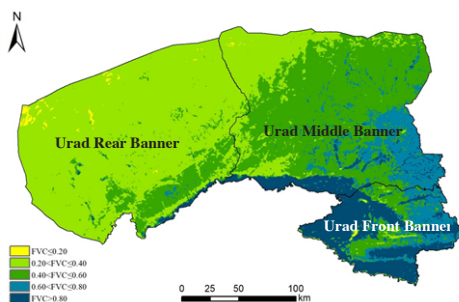 N
Urad Rear Banner
Urad Middle Banner
Urad Front Banner
FVC≤0.20
0.20<FVC≤0.40
0.40<FVC≤0.60
0.60<FVC≤0.80
FVC>0.80
0 25 50 100
km